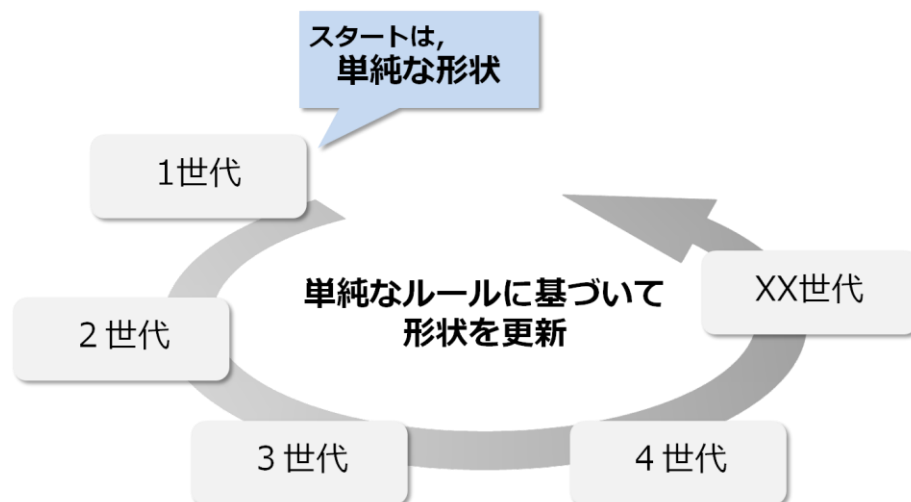 スタートは,
単純な形状
1世代
単純なルールに基づいて
形状を更新
XX世代
２世代
３世代
４世代